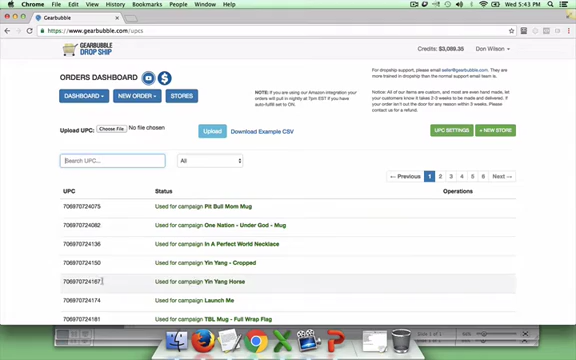 Chrome File Edit View History Bookmarks People Window Help
Wed 5:43 PM
Gearbubble
https://www.gearbubble.com/upcs
GEARBUBBLE
DROP SHIP
Credits: $3,089.35
Don Wilson
ORDERS DASHBOARD
For dropship support, please email seller@gearbubble.com. They are
more trained in dropship than the normal support email team is.
DASHBOARD
NEW ORDER
STORES
NOTE: If you are using our Amazon integration your
orders will pull in nightly at 7pm EST if you have
auto-fulfill set to ON.
Notice: All of our items are custom, and most are even hand made, let
your customers know it takes 2-3 weeks to be made and delivered. If
your order isn't out the door for any reason within 3 weeks. Please
contact us for a refund.
Upload UPC: Choose File No file chosen
Upload
Download Example CSV
UPC SETTINGS
+ NEW STORE
Search UPC...
All
← Previous 1 2 3 4 5 6 Next →
UPC Status Operations
706970724075 Used for campaign Pit Bull Mom Mug
706970724082 Used for campaign One Nation - Under God - Mug
706970724136 Used for campaign In A Perfect World Necklace
706970724150 Used for campaign Yin Yang - Cropped
706970724167 Used for campaign Yin Yang Horse
706970724174 Used for campaign Launch Me
706970724181 Used for campaign TBL Mug - Full Wrap Flag